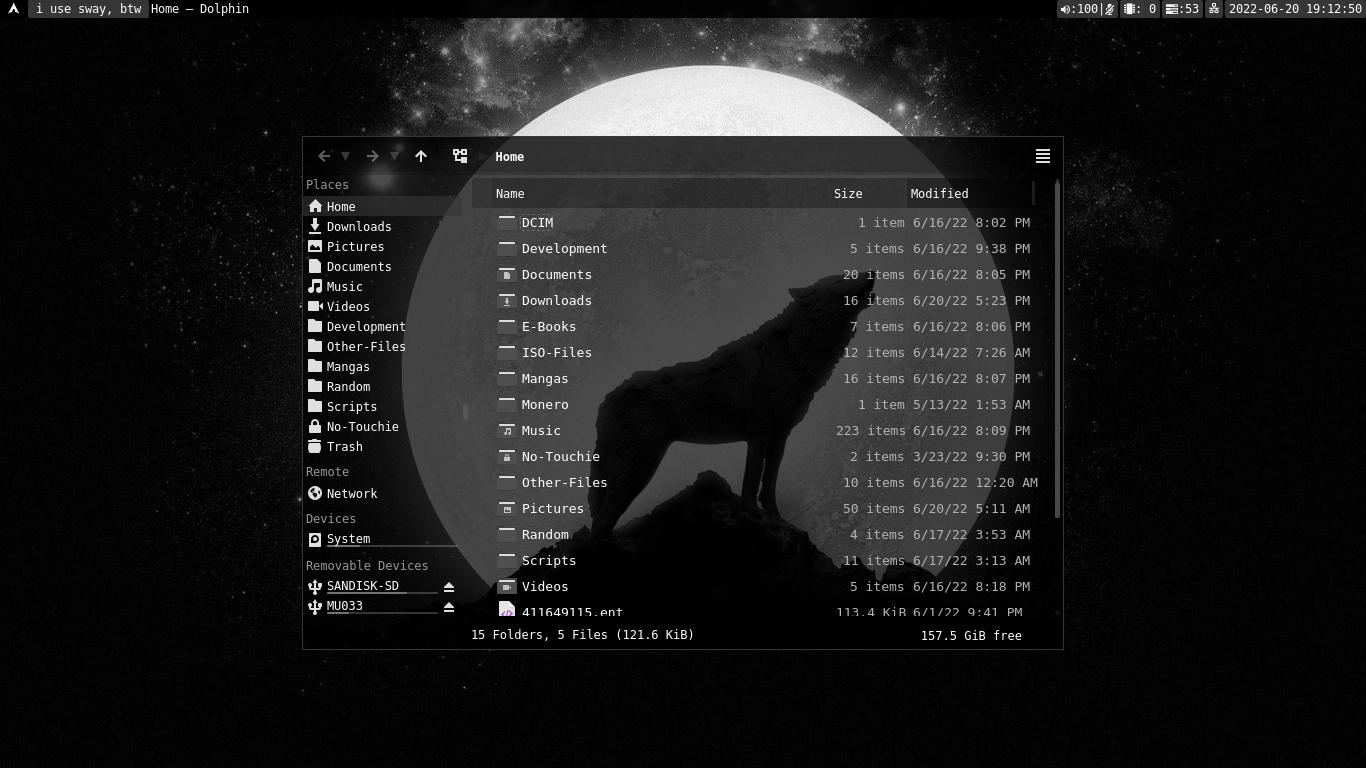 i use sway, btw Home — Dolphin :100| : 0 :53 2022-06-20 19:12:50
Home
Places
Home
Downloads
Pictures
Documents
Music
Videos
Development
Other-Files
Mangas
Random
Scripts
No-Touchie
Trash
Remote
Network
Devices
System
Removable Devices
SANDISK-SD
MU033
Name Size Modified
DCIM 1 item 6/16/22 8:02 PM
Development 5 items 6/16/22 9:38 PM
Documents 20 items 6/16/22 8:05 PM
Downloads 16 items 6/20/22 5:23 PM
E-Books 7 items 6/16/22 8:06 PM
ISO-Files 12 items 6/14/22 7:26 AM
Mangas 16 items 6/16/22 8:07 PM
Monero 1 item 5/13/22 1:53 AM
Music 223 items 6/16/22 8:09 PM
No-Touchie 2 items 3/23/22 9:30 PM
Other-Files 10 items 6/16/22 12:20 AM
Pictures 50 items 6/20/22 5:11 AM
Random 4 items 6/17/22 3:53 AM
Scripts 11 items 6/17/22 3:13 AM
Videos 5 items 6/16/22 8:18 PM
411649115.ent 113.4 KiB 6/1/22 9:41 PM
15 Folders, 5 Files (121.6 KiB) 157.5 GiB free